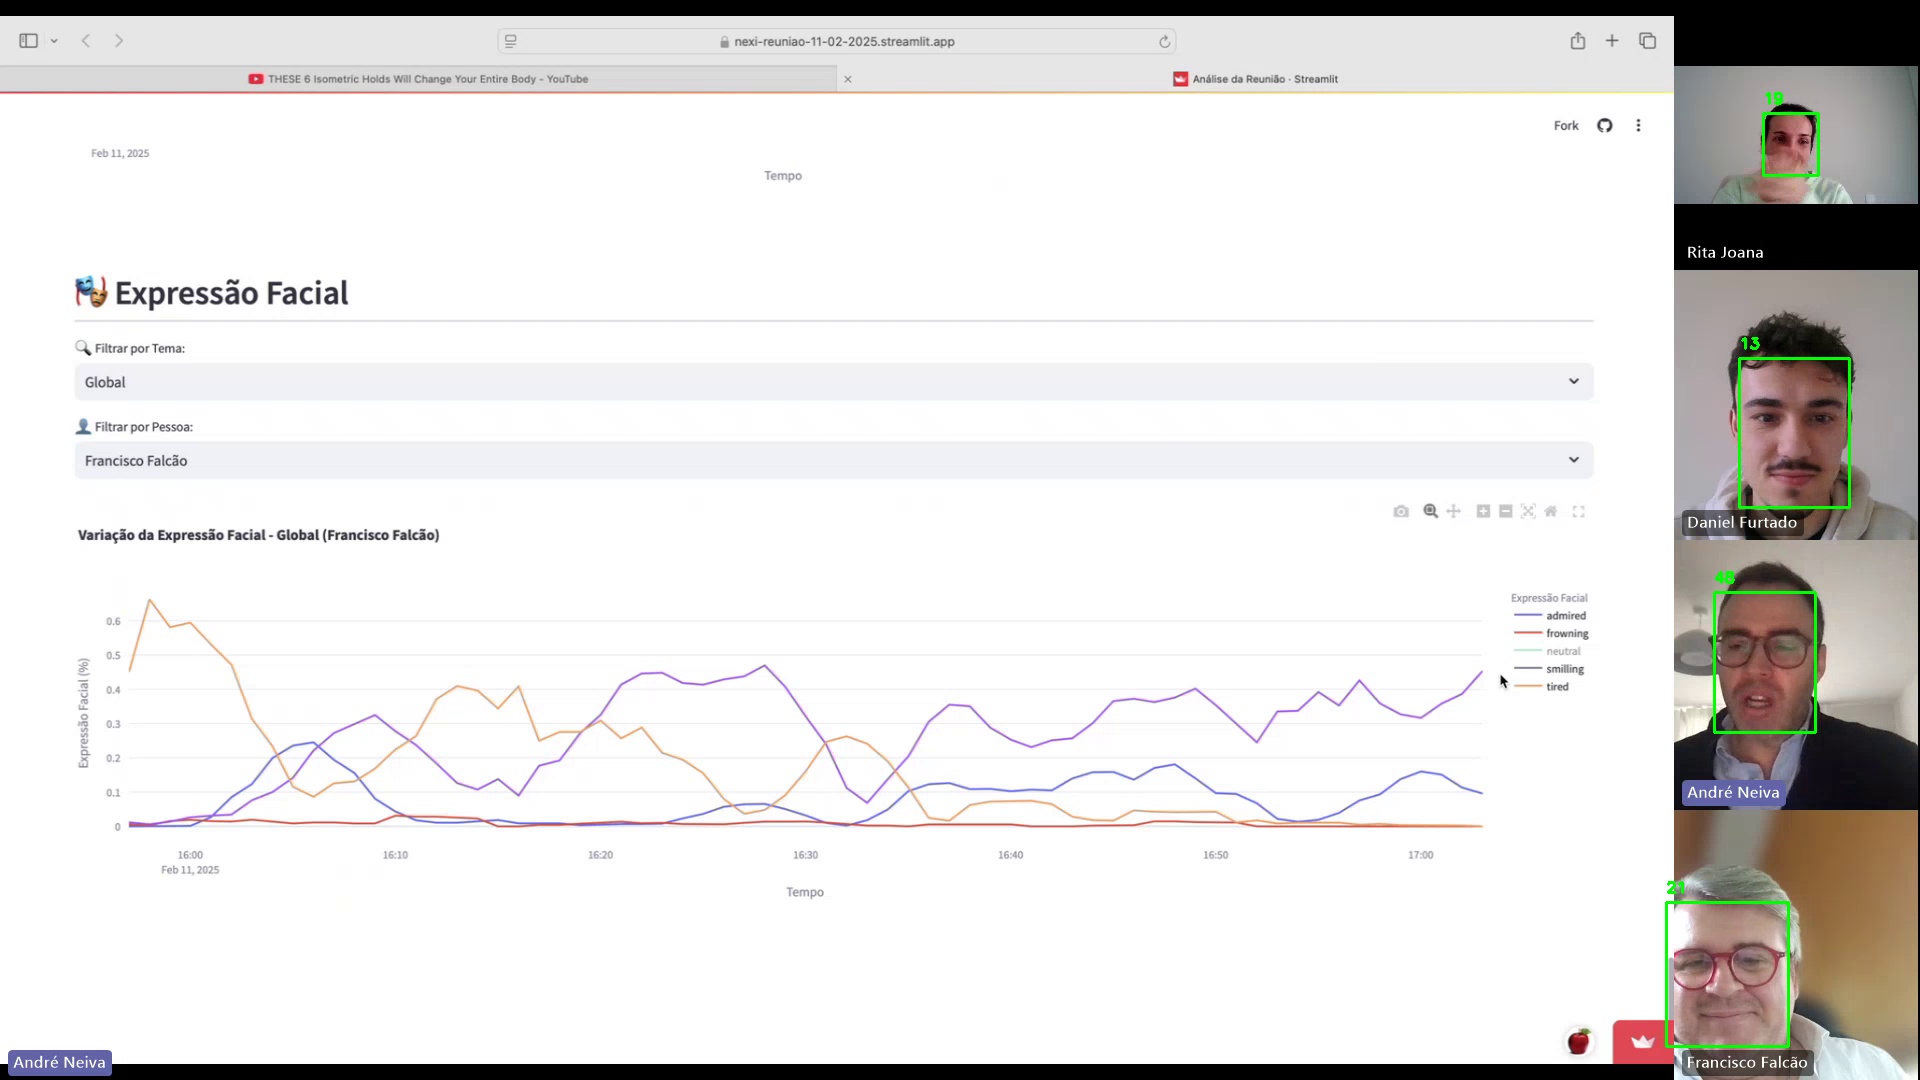 nexi-reuniao-11-02-2025.streamlit.app
THESE 6 Isometric Holds Will Change Your Entire Body - YouTube
Análise da Reunião · Streamlit
Fork
Feb 11, 2025
Tempo
Expressão Facial
Filtrar por Tema:
Global
Filtrar por Pessoa:
Francisco Falcão
Variação da Expressão Facial - Global (Francisco Falcão)
Expressão Facial (%)
0.6
0.5
0.4
0.3
0.2
0.1
0
16:00
16:10
16:20
16:30
16:40
16:50
17:00
Feb 11, 2025
Tempo
Expressão Facial
admired
frowning
neutral
smilling
tired
André Neiva
19
Rita Joana
13
Daniel Furtado
48
André Neiva
21
Francisco Falcão